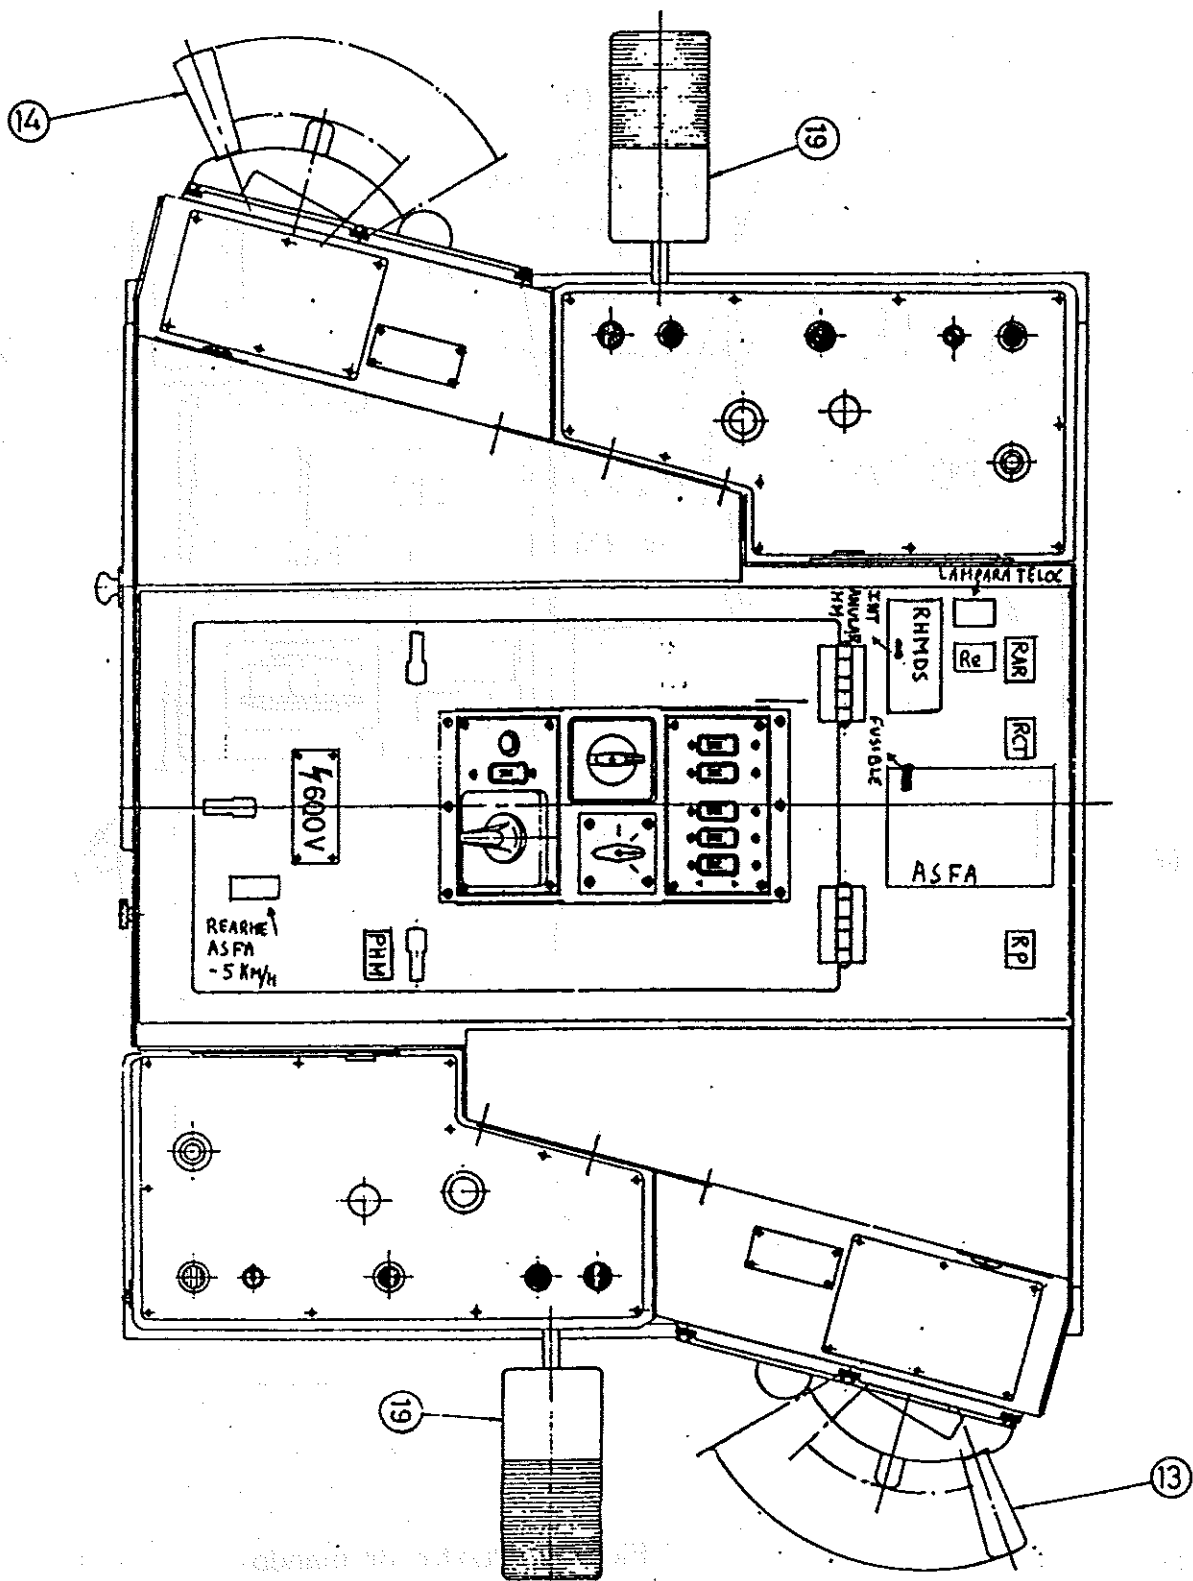 14
19
LAMPARA TELOC
INT
ANULAR
HM
RHMDS
Re
RAR
FUSIBLE
RCT
600V
ASFA
REARME
ASFA
-5 KM/H
PHM
RP
19
13